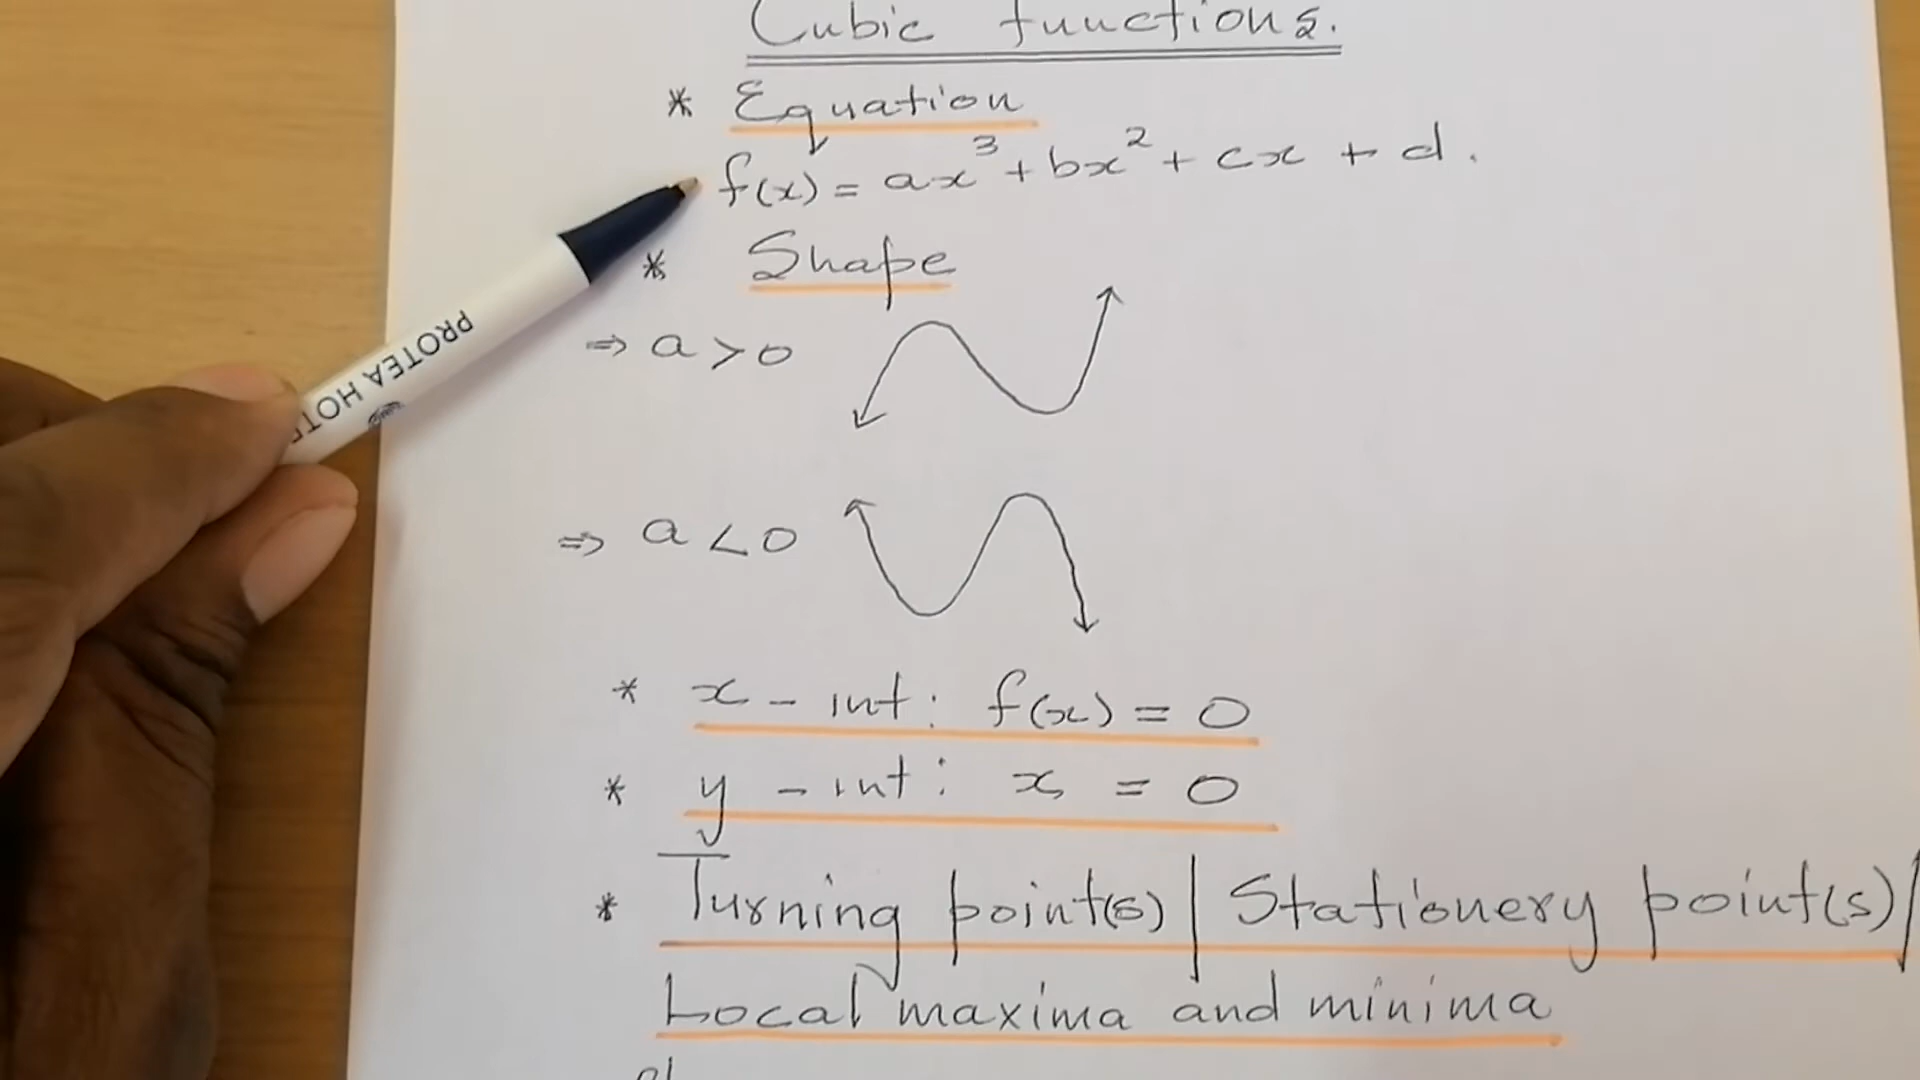 Cubic functions.
* Equation
f(x) = ax³ + bx² + cx + d.
* Shape
⇒ a > 0
⇒ a < 0
* x - int: f(x) = 0
* y - int: x = 0
* Turning point(s) | Stationery point(s) |
Local maxima and minima
PROTEA HOT